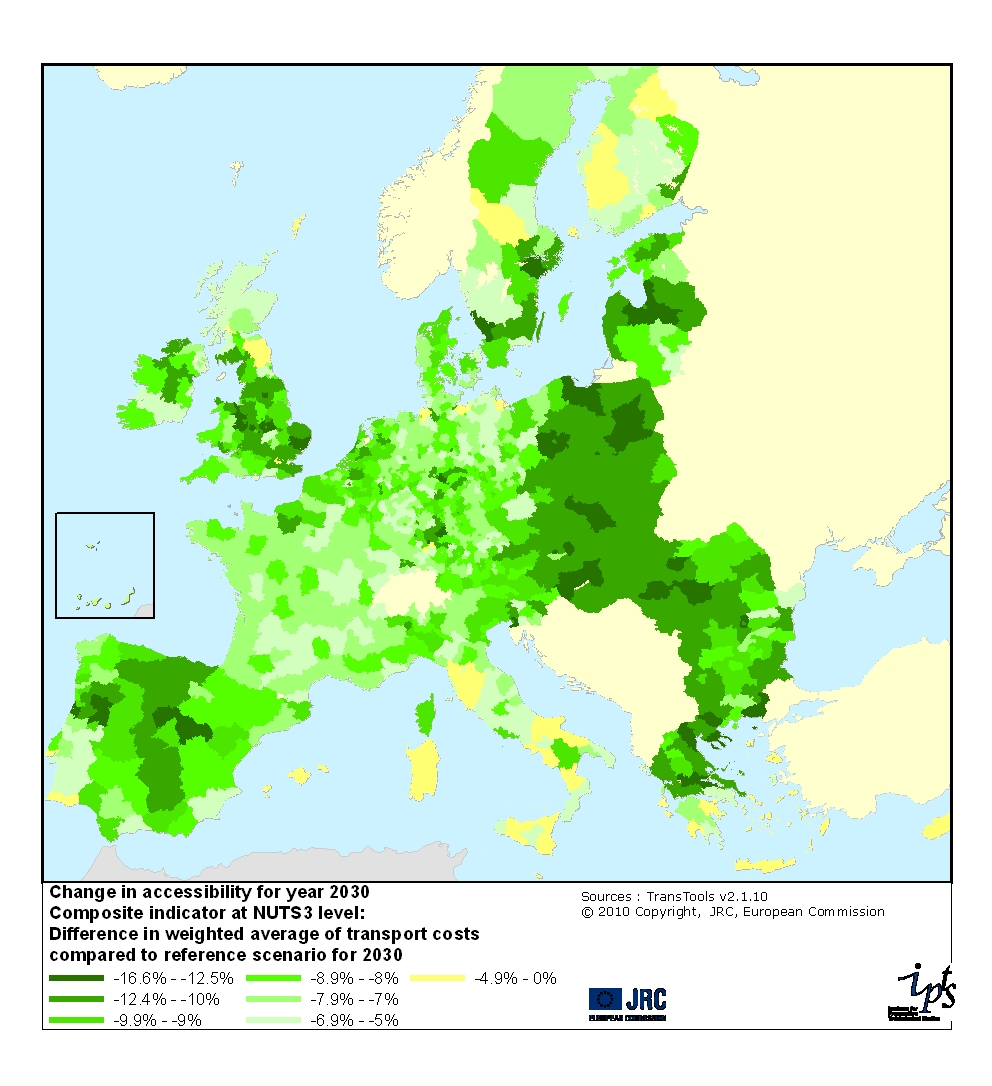 Change in accessibility for year 2030
Composite indicator at NUTS3 level:
Difference in weighted average of transport costs
compared to reference scenario for 2030
-16.6% - -12.5%
-12.4% - -10%
-9.9% - -9%
-8.9% - -8%
-7.9% - -7%
-6.9% - -5%
-4.9% - 0%
Sources : TransTools v2.1.10
© 2010 Copyright, JRC, European Commission
JRC
EUROPEAN COMMISSION
ipts